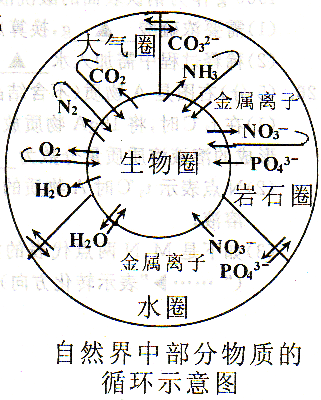 大气圈
CO₃²⁻
CO₂
NH₃
N₂
金属离子
NO₃⁻
O₂
生物圈
PO₄³⁻
H₂O
岩石圈
H₂O
NO₃⁻
金属离子
PO₄³⁻
水圈
自然界中部分物质的
循环示意图